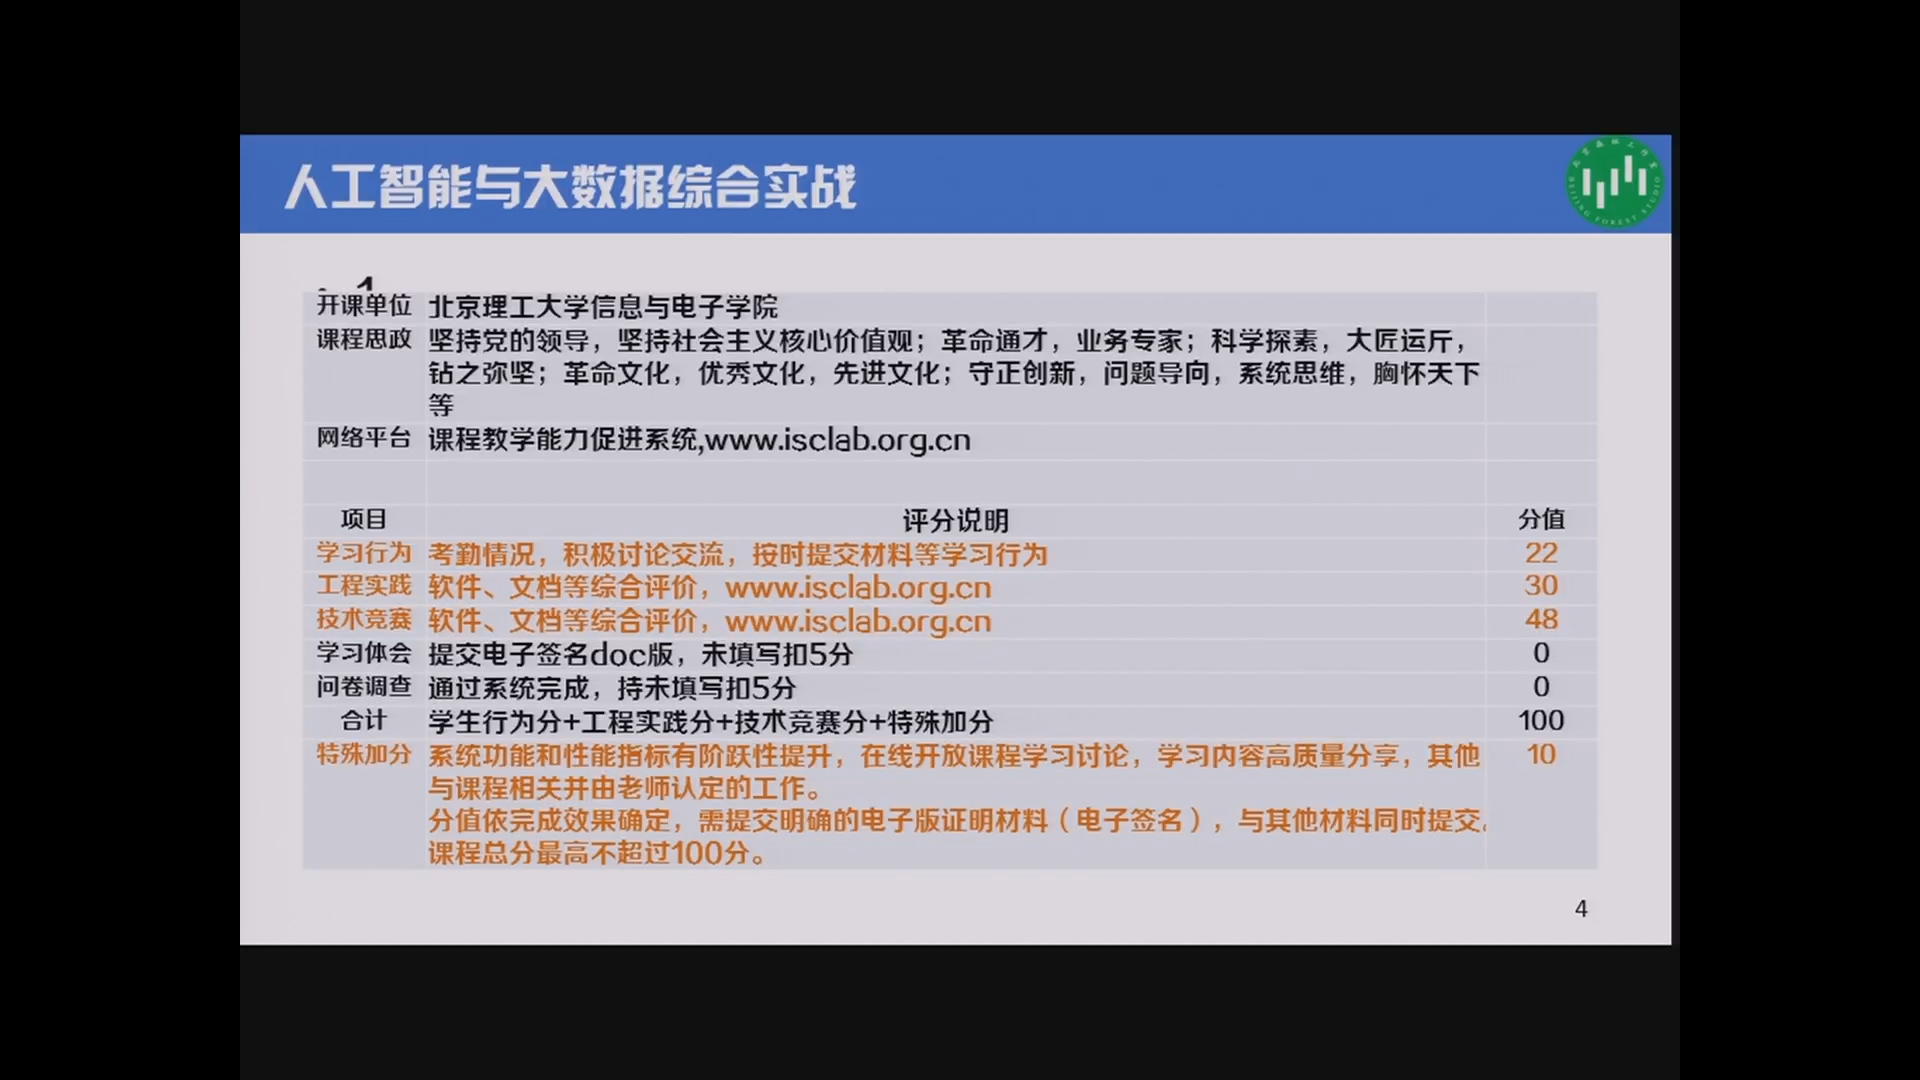 人工智能与大数据综合实战
开课单位 北京理工大学信息与电子学院
课程思政 坚持党的领导，坚持社会主义核心价值观；革命通才，业务专家；科学探素，大匠运斤，
钻之弥坚；革命文化，优秀文化，先进文化；守正创新，问题导向，系统思维，胸怀天下
等
网络平台 课程教学能力促进系统,www.isclab.org.cn
项目 评分说明 分值
学习行为 考勤情况，积极讨论交流，按时提交材料等学习行为 22
工程实践 软件、文档等综合评价，www.isclab.org.cn 30
技术竞赛 软件、文档等综合评价，www.isclab.org.cn 48
学习体会 提交电子签名doc版，未填写扣5分 0
问卷调查 通过系统完成，持未填写扣5分 0
合计 学生行为分+工程实践分+技术竞赛分+特殊加分 100
特殊加分 系统功能和性能指标有阶跃性提升，在线开放课程学习讨论，学习内容高质量分享，其他 10
与课程相关并由老师认定的工作。
分值依完成效果确定，需提交明确的电子版证明材料（电子签名），与其他材料同时提交。
课程总分最高不超过100分。
4